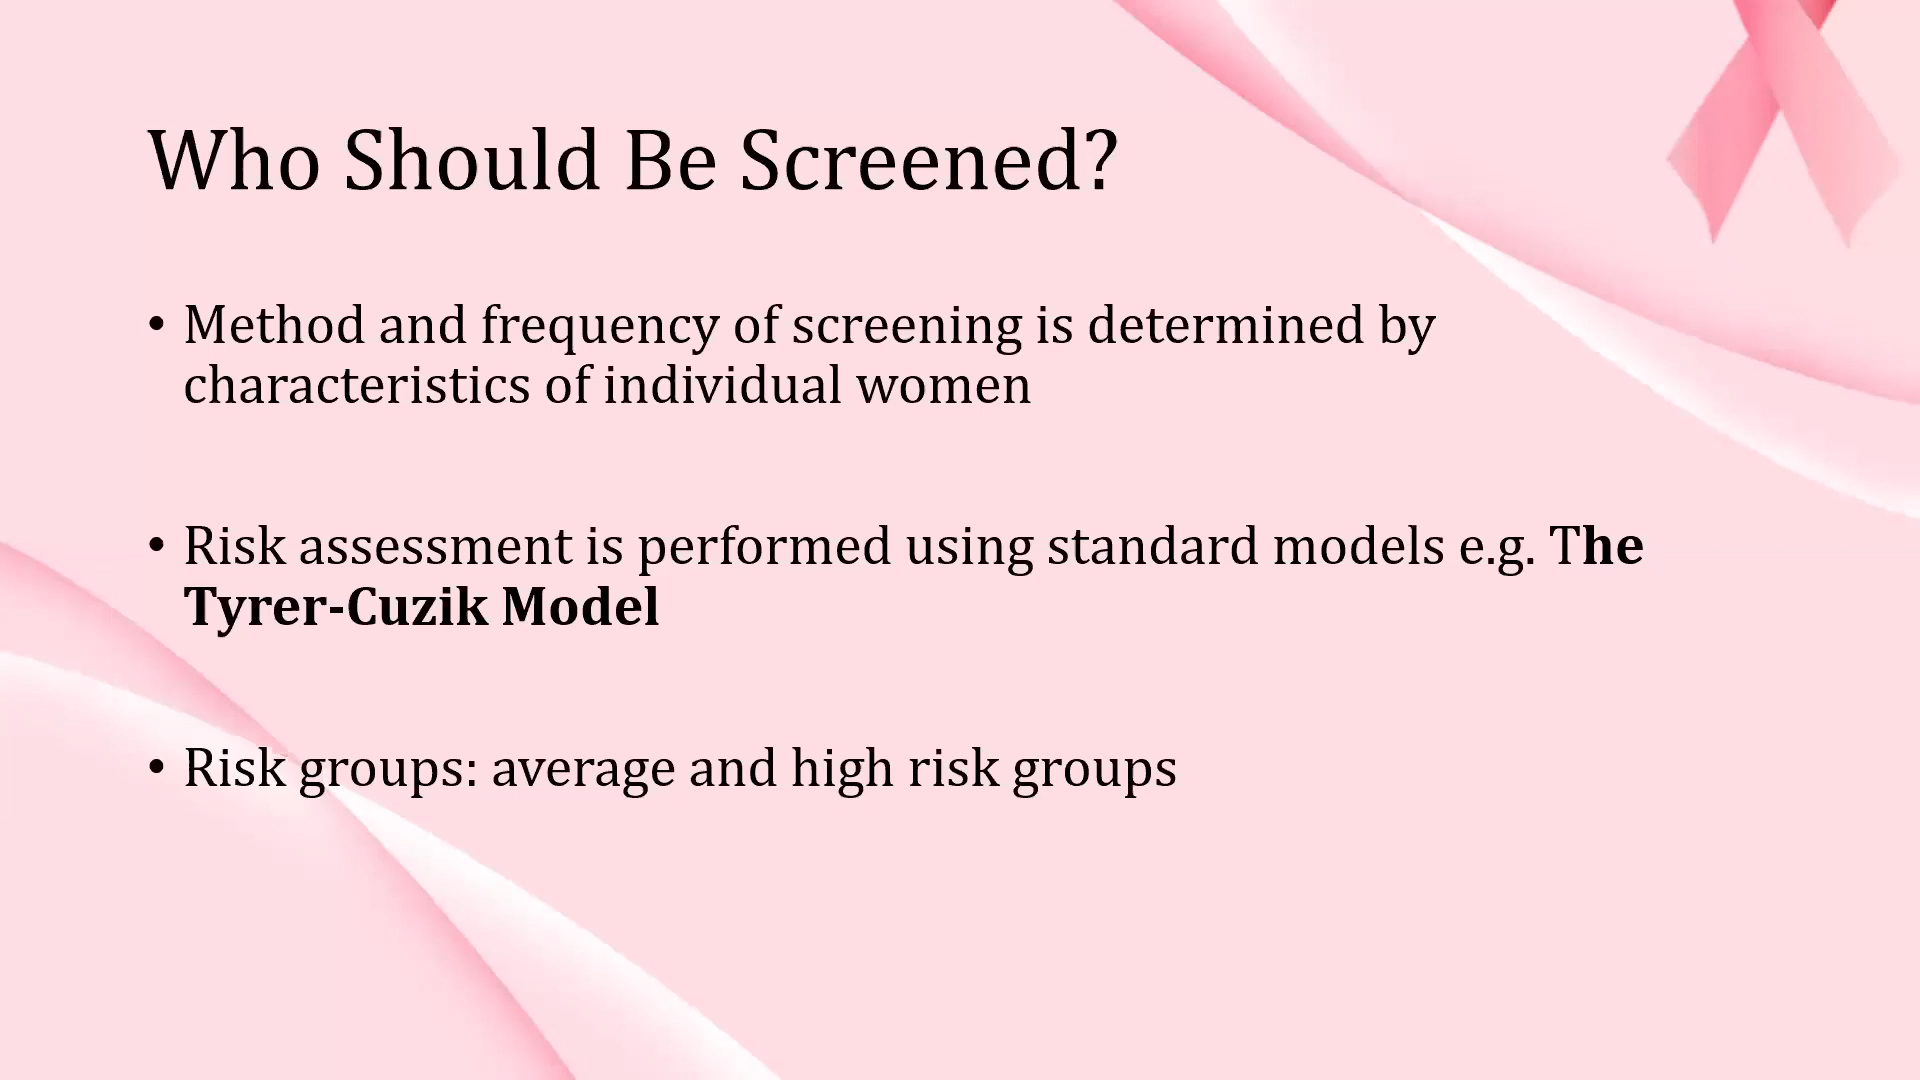 Who Should Be Screened?
• Method and frequency of screening is determined by
characteristics of individual women
• Risk assessment is performed using standard models e.g. The
Tyrer-Cuzik Model
• Risk groups: average and high risk groups